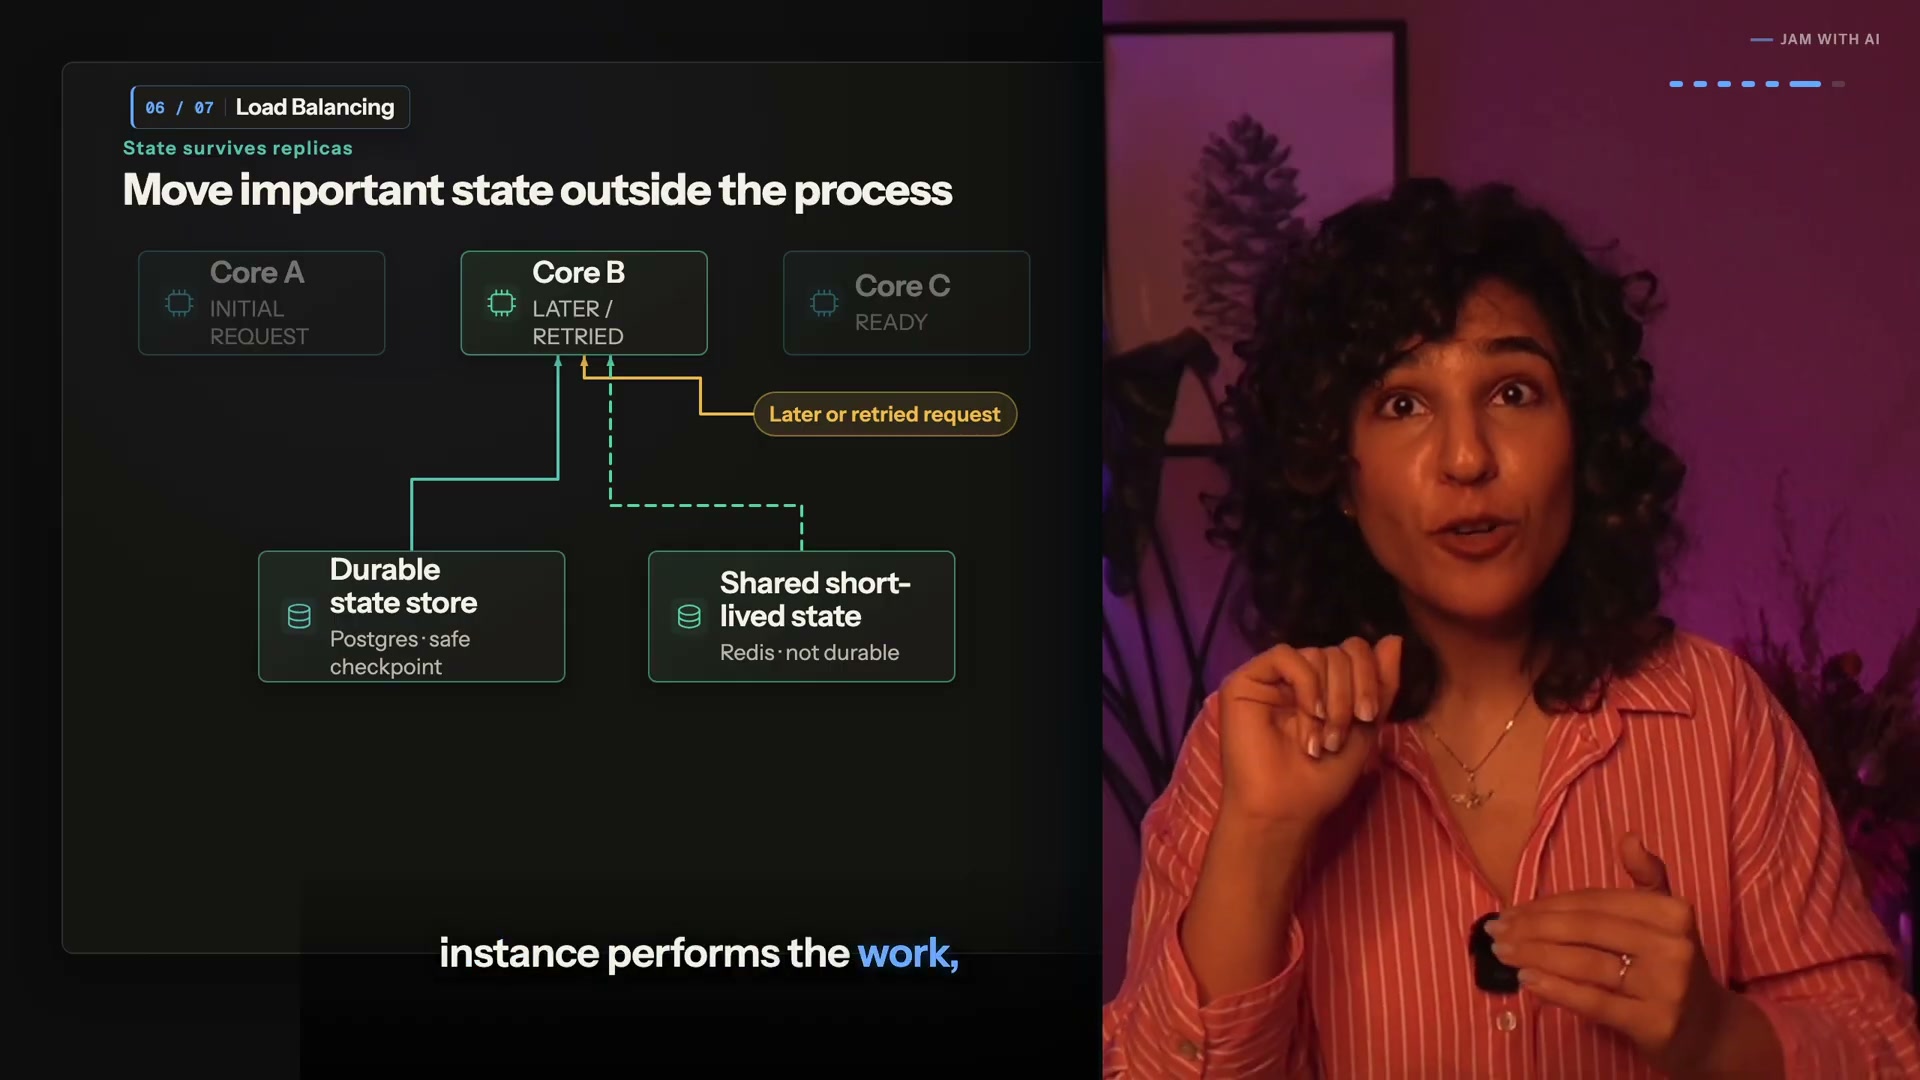 JAM WITH AI
06 / 07 Load Balancing
State survives replicas
Move important state outside the process
Core A
INITIAL
REQUEST
Core B
LATER /
RETRIED
Core C
READY
Later or retried request
Durable
state store
Postgres · safe
checkpoint
Shared short-
lived state
Redis · not durable
instance performs the work,